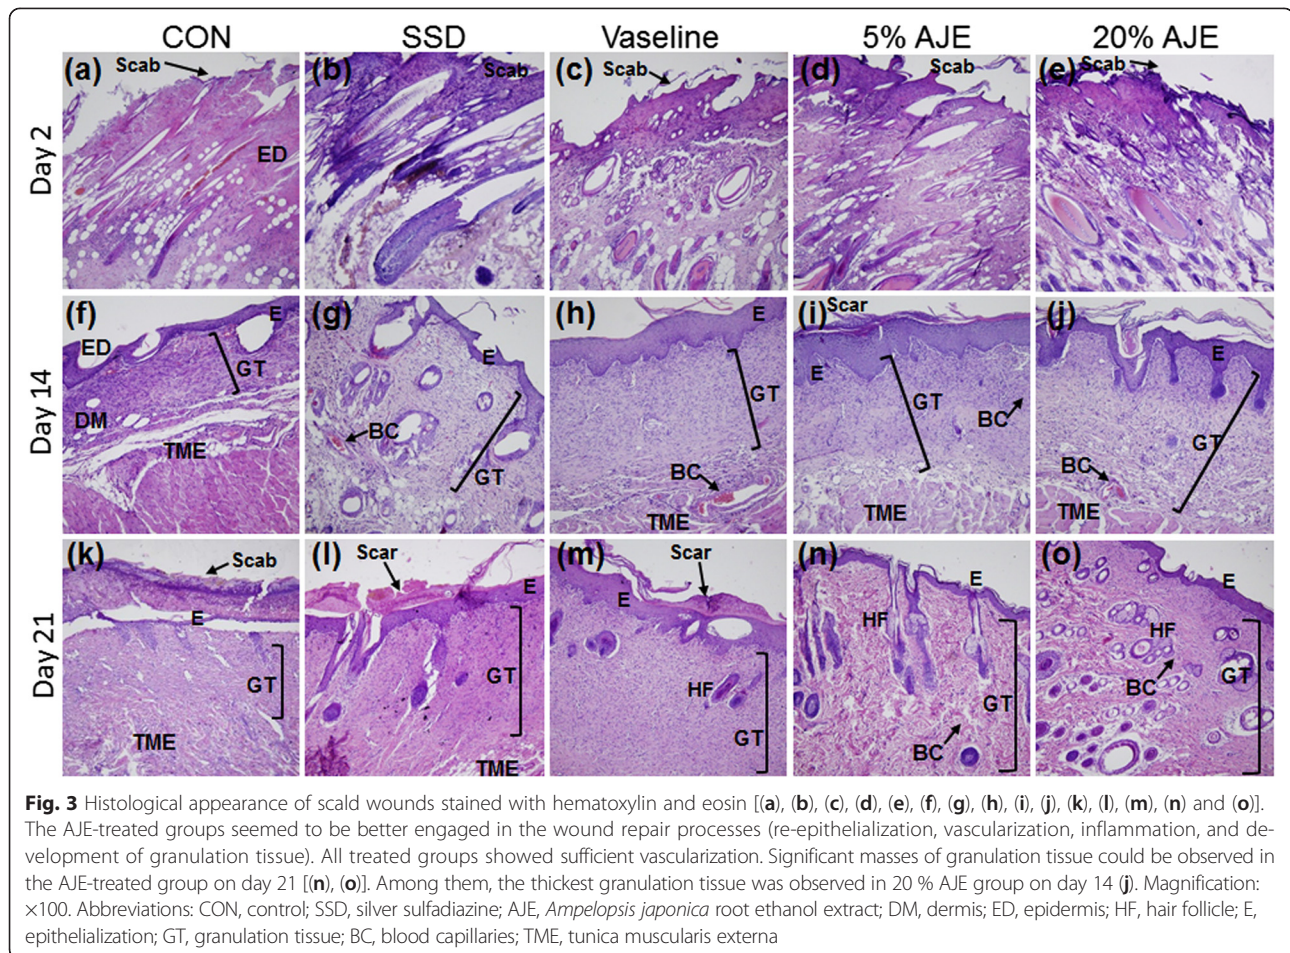 CON SSD Vaseline 5% AJE 20% AJE
Day 2
(a) Scab ED
(b) Scab
(c) Scab
(d) Scab
(e) Scab
Day 14
(f) E ED GT DM TME
(g) E BC GT
(h) E GT BC TME
(i) Scar E GT BC TME
(j) E GT BC TME
Day 21
(k) Scab E GT TME
(l) Scar E GT TME
(m) Scar E HF GT
(n) E HF GT BC
(o) E HF BC GT
Fig. 3 Histological appearance of scald wounds stained with hematoxylin and eosin [(a), (b), (c), (d), (e), (f), (g), (h), (i), (j), (k), (l), (m), (n) and (o)].
The AJE-treated groups seemed to be better engaged in the wound repair processes (re-epithelialization, vascularization, inflammation, and de-
velopment of granulation tissue). All treated groups showed sufficient vascularization. Significant masses of granulation tissue could be observed in
the AJE-treated group on day 21 [(n), (o)]. Among them, the thickest granulation tissue was observed in 20 % AJE group on day 14 (j). Magnification:
×100. Abbreviations: CON, control; SSD, silver sulfadiazine; AJE, Ampelopsis japonica root ethanol extract; DM, dermis; ED, epidermis; HF, hair follicle; E,
epithelialization; GT, granulation tissue; BC, blood capillaries; TME, tunica muscularis externa